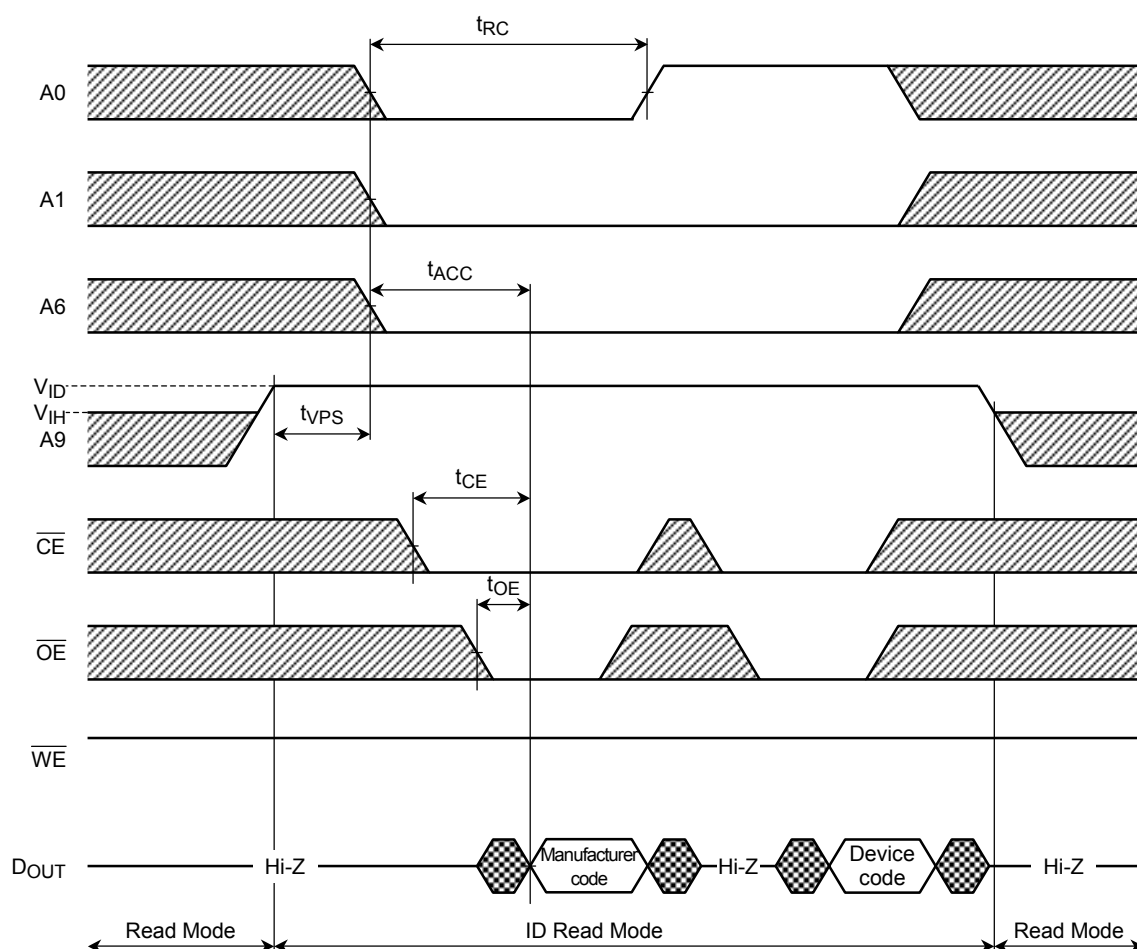 tRC
A0
A1
tACC
A6
VID
VIH
tVPS
A9
tCE
CE
tOE
OE
WE
DOUT
Hi-Z
Manufacturer
code
Hi-Z
Device
code
Hi-Z
Read Mode
ID Read Mode
Read Mode